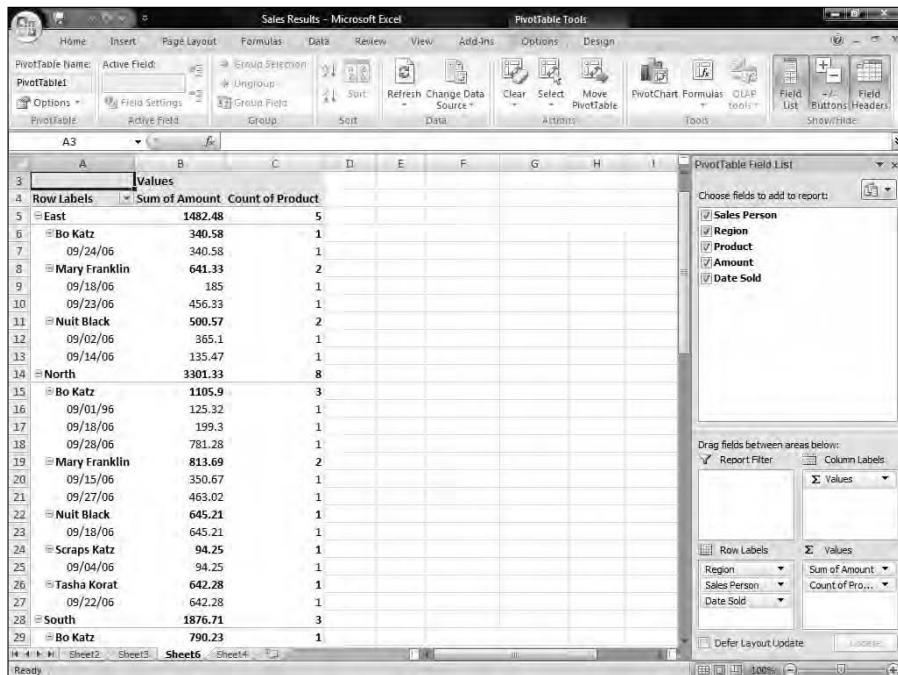 Sales Results - Microsoft Excel PivotTable Tools
Home Insert Page Layout Formulas Data Review View Add-Ins Options Design
PivotTable Name: Active Field: Group Selection
PivotTable1 Ungroup Sort Refresh Change Data Source Clear Select Move PivotTable PivotChart Formulas OLAP tools Field List +/- Buttons Field Headers
Options Field Settings Group Field
PivotTable Active Field Group Sort Data Actions Tools Show/Hide
A3 fx
A B C D E F G H I
3 Values
4 Row Labels Sum of Amount Count of Product
5 East 1482.48 5
6 Bo Katz 340.58 1
7 09/24/06 340.58 1
8 Mary Franklin 641.33 2
9 09/18/06 185 1
10 09/23/06 456.33 1
11 Nuit Black 500.57 2
12 09/02/06 365.1 1
13 09/14/06 135.47 1
14 North 3301.33 8
15 Bo Katz 1105.9 3
16 09/01/96 125.32 1
17 09/18/06 199.3 1
18 09/28/06 781.28 1
19 Mary Franklin 813.69 2
20 09/15/06 350.67 1
21 09/27/06 463.02 1
22 Nuit Black 645.21 1
23 09/18/06 645.21 1
24 Scraps Katz 94.25 1
25 09/04/06 94.25 1
26 Tasha Korat 642.28 1
27 09/22/06 642.28 1
28 South 1876.71 3
29 Bo Katz 790.23 1
Sheet2 Sheet3 Sheet6 Sheet4
Ready 100%
PivotTable Field List
Choose fields to add to report:
Sales Person
Region
Product
Amount
Date Sold
Drag fields between areas below:
Report Filter Column Labels
Σ Values
Row Labels Σ Values
Region Sum of Amount
Sales Person Count of Pro...
Date Sold
Defer Layout Update Update